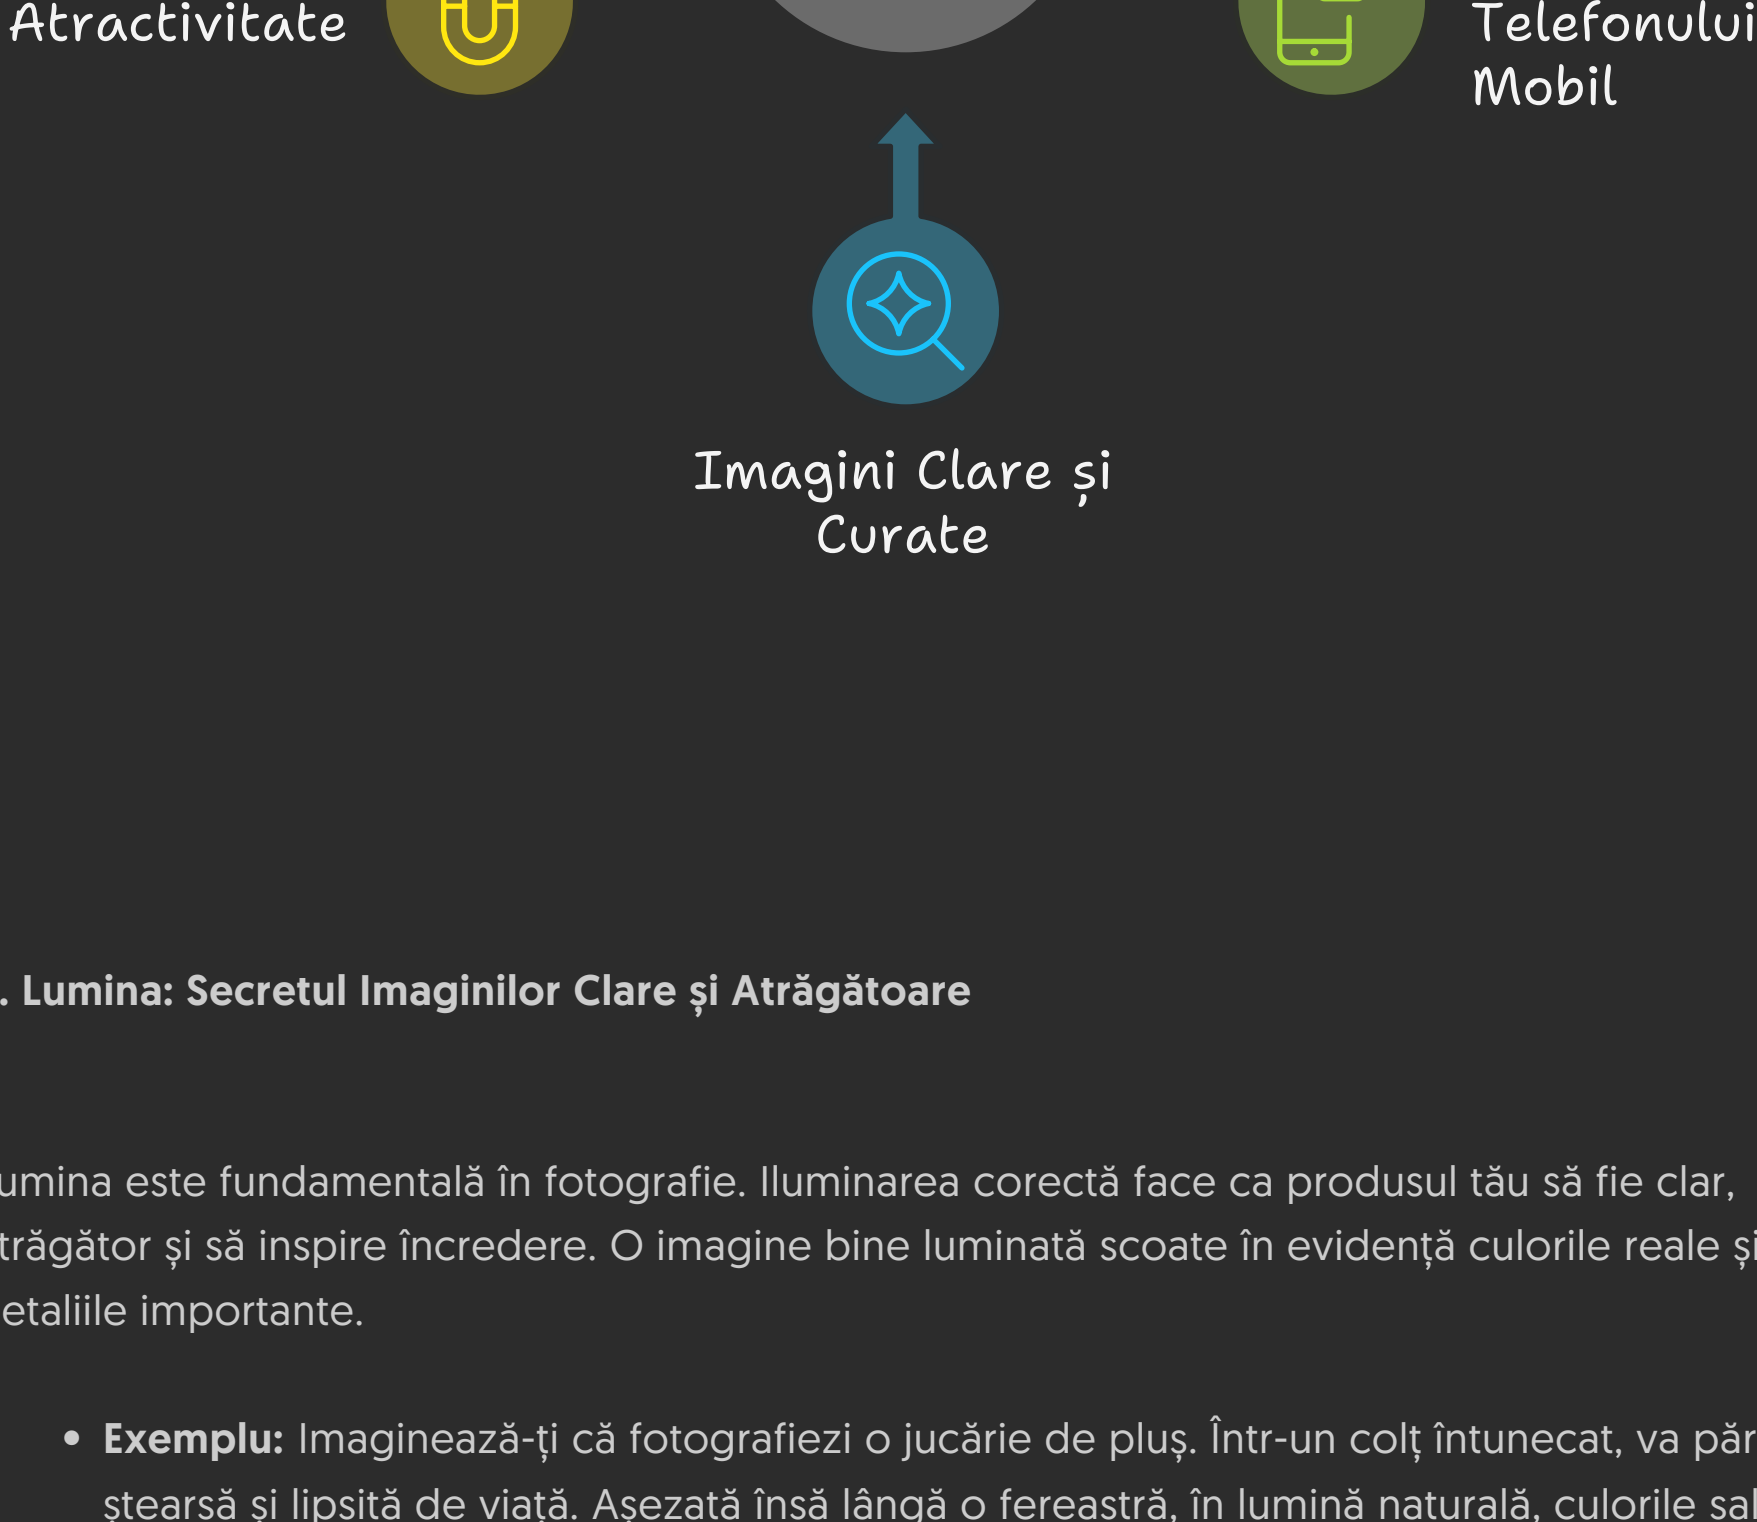 Atractivitate
Telefonului
Mobil
Imagini Clare și
Curate
. Lumina: Secretul Imaginilor Clare și Atrăgătoare
umina este fundamentală în fotografie. Iluminarea corectă face ca produsul tău să fie clar,
trăgător și să inspire încredere. O imagine bine luminată scoate în evidență culorile reale și
etaliile importante.
• Exemplu: Imaginează-ți că fotografiezi o jucărie de pluș. Într-un colț întunecat, va păr
ștearsă și lipsită de viață. Așezată însă lângă o fereastră, în lumină naturală, culorile sal